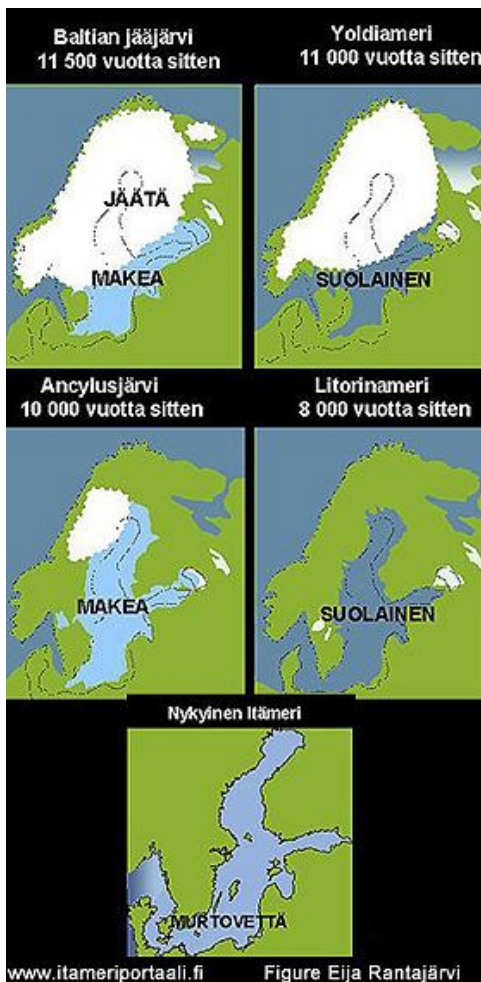 Baltian jääjärvi
11 500 vuotta sitten
Yoldiameri
11 000 vuotta sitten
JÄÄTÄ
MAKEA
SUOLAINEN
Ancylusjärvi
10 000 vuotta sitten
Litorinameri
8 000 vuotta sitten
MAKEA
SUOLAINEN
Nykyinen Itämeri
MURTOVETTÄ
www.itameriportaali.fi
Figure Eija Rantajärvi